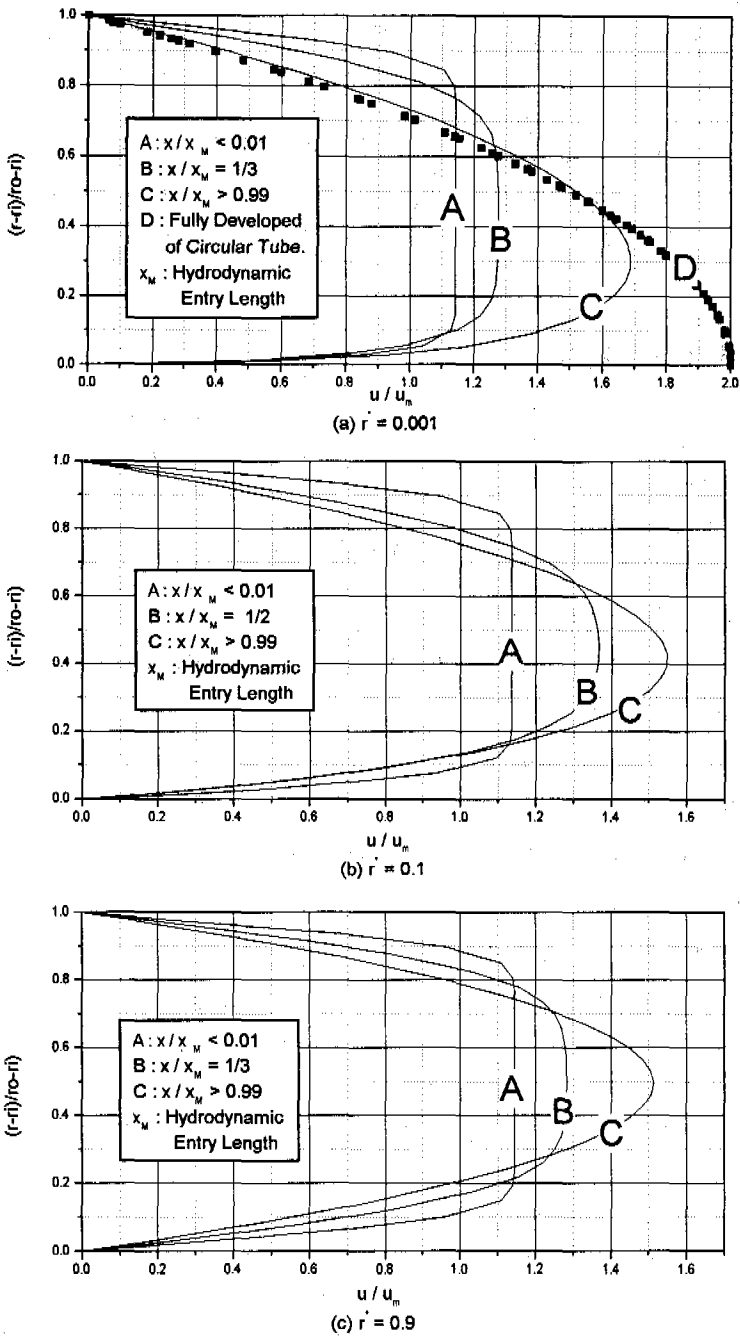 1.0
0.8
0.6
0.4
0.2
0.0
(r-ri)/ro-ri)
A : x / x_M < 0.01
B : x / x_M = 1/3
C : x / x_M > 0.99
D : Fully Developed
of Circular Tube.
x_M : Hydrodynamic
Entry Length
A
B
C
D
0.0 0.2 0.4 0.6 0.8 1.0 1.2 1.4 1.6 1.8 2.0
u / u_m
(a) r* = 0.001
1.0
0.8
0.6
0.4
0.2
0.0
(r-ri)/ro-ri)
A : x / x_M < 0.01
B : x / x_M = 1/2
C : x / x_M > 0.99
x_M : Hydrodynamic
Entry Length
A
B
C
0.0 0.2 0.4 0.6 0.8 1.0 1.2 1.4 1.6
u / u_m
(b) r* = 0.1
1.0
0.8
0.6
0.4
0.2
0.0
(r-ri)/ro-ri)
A : x / x_M < 0.01
B : x / x_M = 1/3
C : x / x_M > 0.99
x_M : Hydrodynamic
Entry Length
A
B
C
0.0 0.2 0.4 0.6 0.8 1.0 1.2 1.4 1.6
u / u_m
(c) r* = 0.9